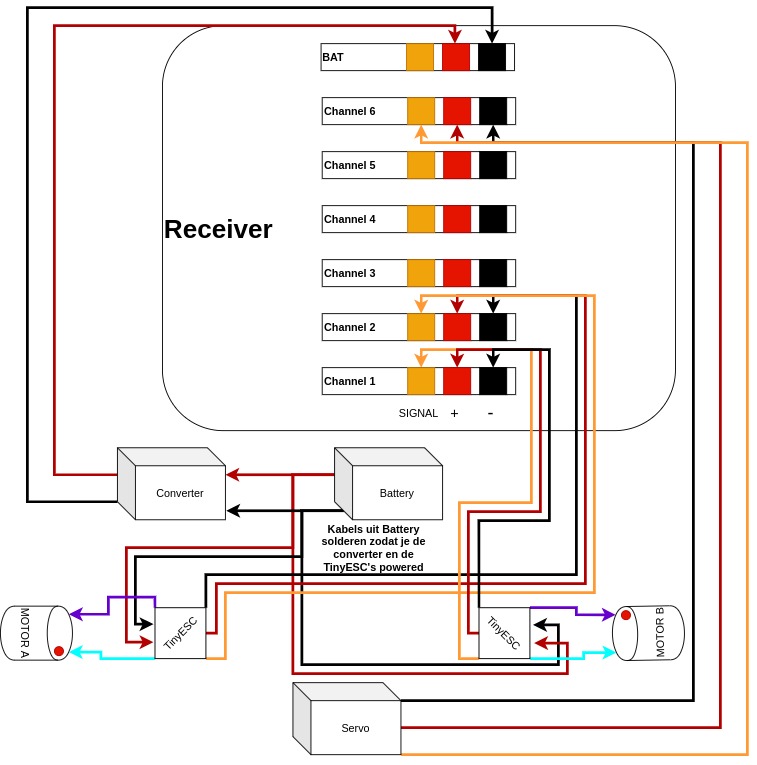 BAT
Channel 6
Channel 5
Channel 4
Receiver
Channel 3
Channel 2
Channel 1
SIGNAL + -
Converter
Battery
Kabels uit Battery
solderen zodat je de
converter en de
TinyESC's powered
MOTOR A
TinyESC
TinyESC
MOTOR B
Servo